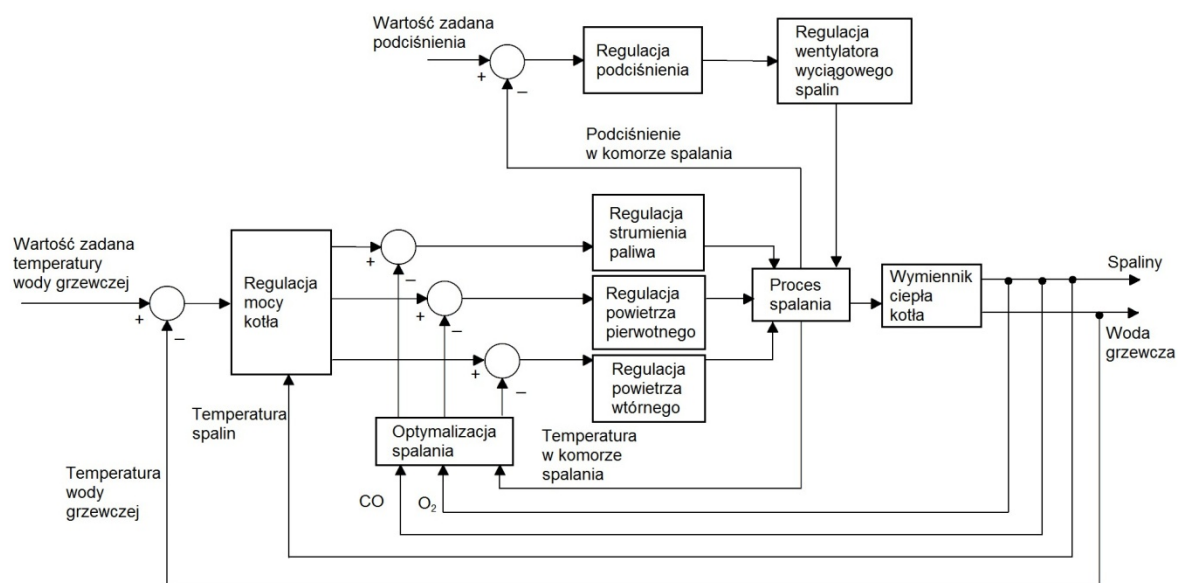 Wartość zadana
podciśnienia
+
–
Regulacja
podciśnienia
Regulacja
wentylatora
wyciągowego
spalin
Podciśnienie
w komorze spalania
Wartość zadana
temperatury
wody grzewczej
+
–
Regulacja
mocy
kotła
+
–
+
–
+
–
Regulacja
strumienia
paliwa
Regulacja
powietrza
pierwotnego
Regulacja
powietrza
wtórnego
Proces
spalania
Wymiennik
ciepła
kotła
Spaliny
Woda
grzewcza
Temperatura
spalin
Optymalizacja
spalania
Temperatura
w komorze
spalania
Temperatura
wody
grzewczej
CO
O₂